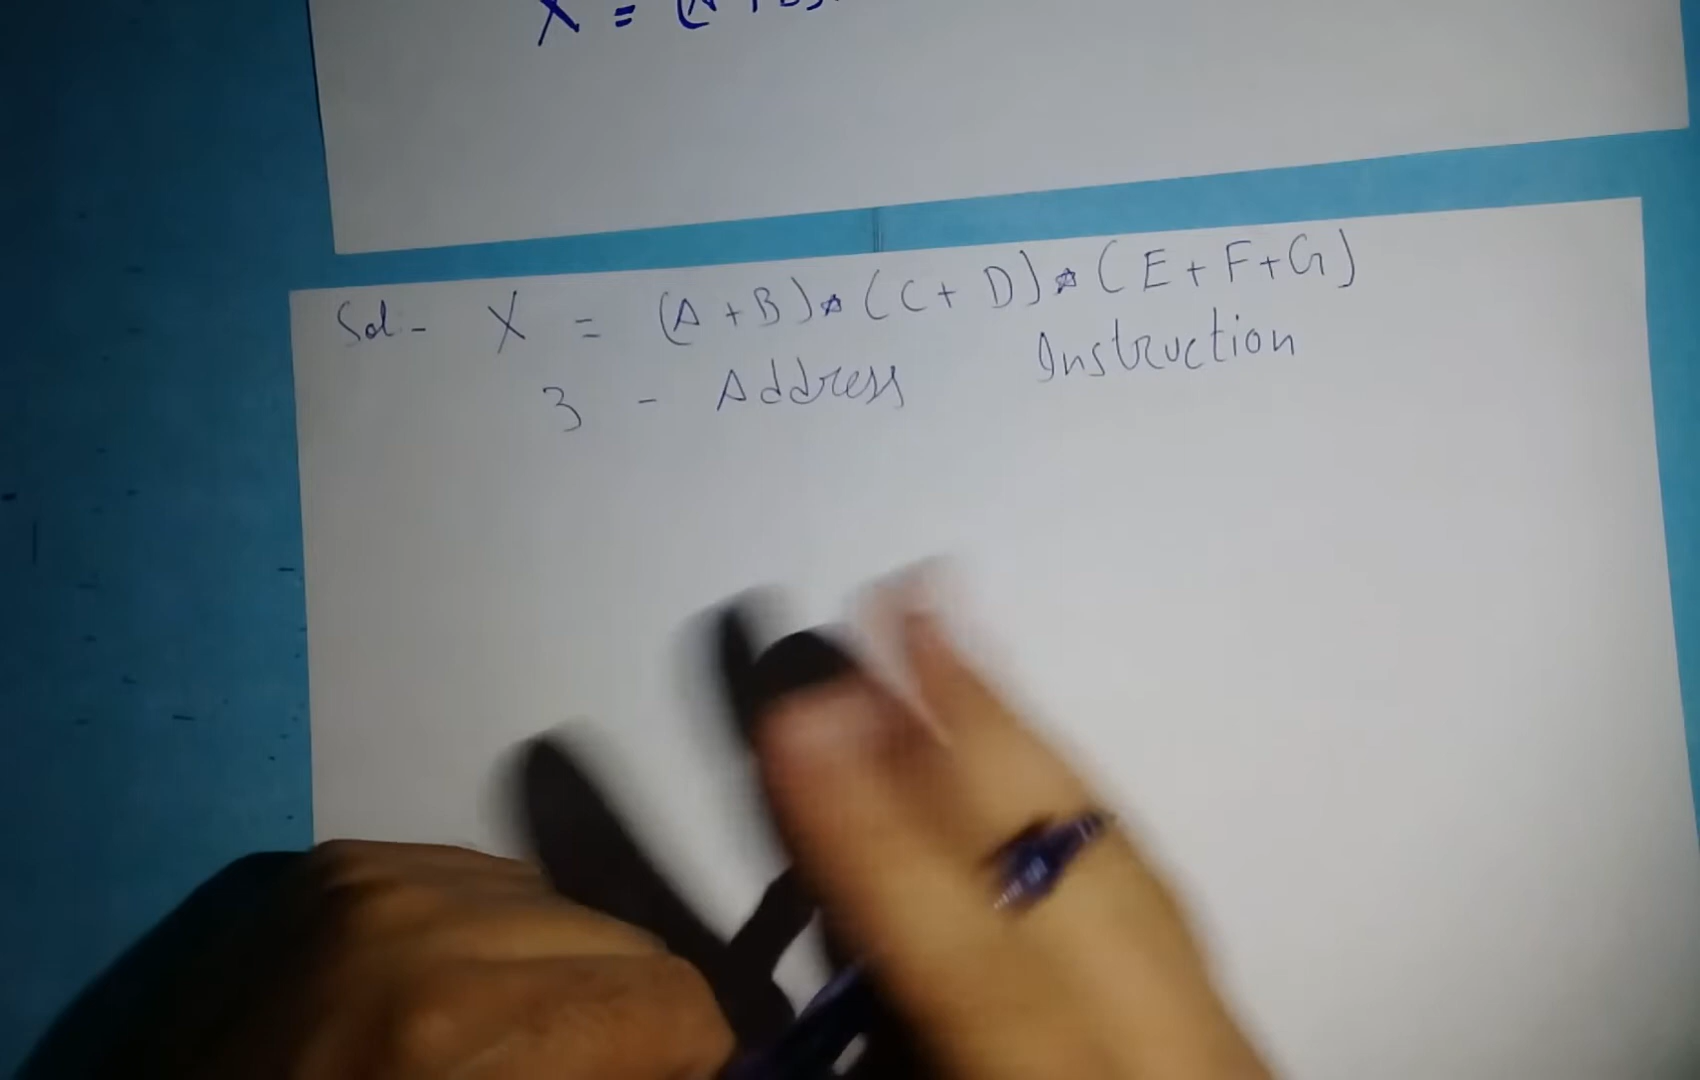 X =
Sol - X = (A + B) * (C + D) * (E + F + G)
3 - Address Instruction